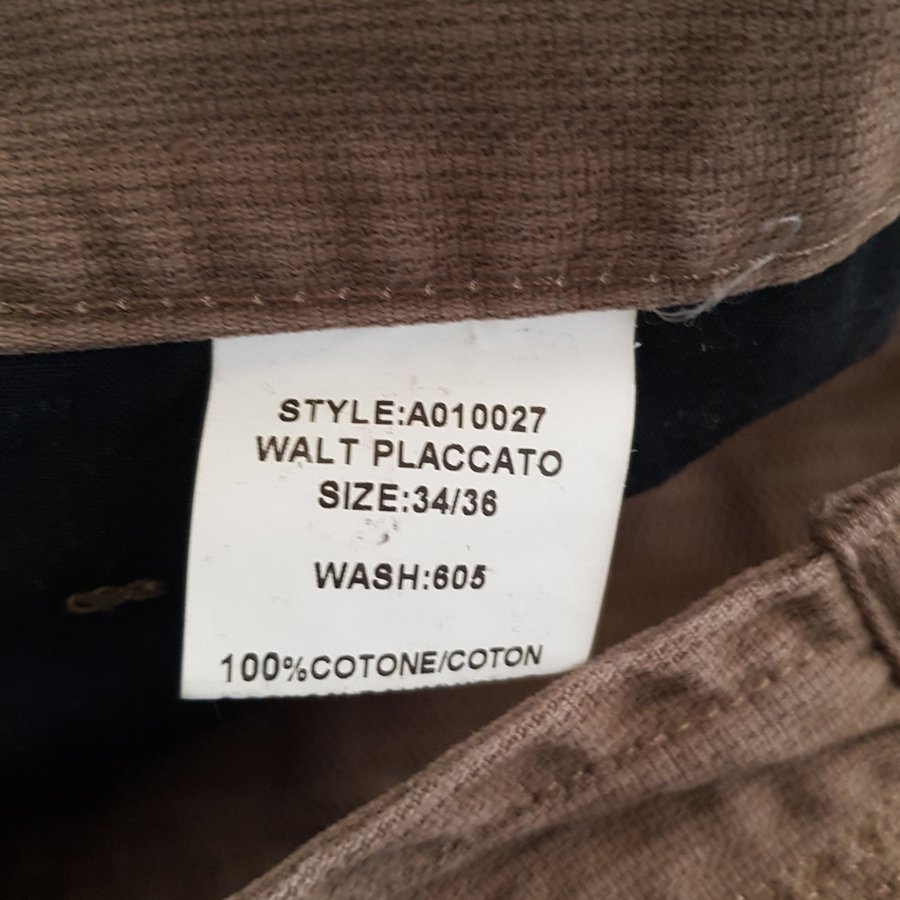 STYLE:A010027
WALT PLACCATO
SIZE:34/36
WASH:605
100%COTONE/COTON